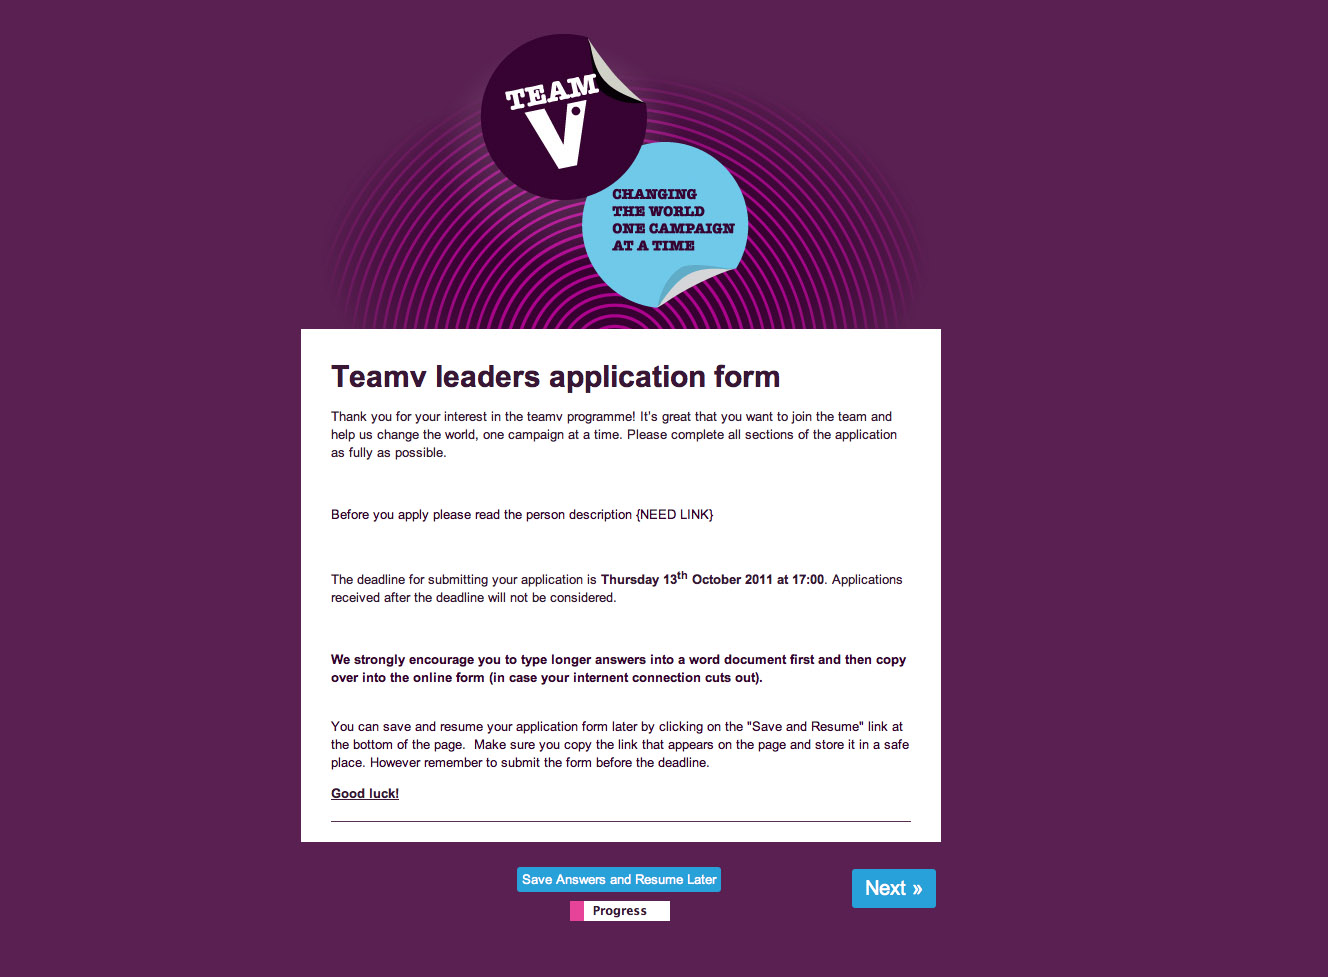 TEAM
V
CHANGING
THE WORLD
ONE CAMPAIGN
AT A TIME
Teamv leaders application form
Thank you for your interest in the teamv programme! It's great that you want to join the team and
help us change the world, one campaign at a time. Please complete all sections of the application
as fully as possible.
Before you apply please read the person description {NEED LINK}
The deadline for submitting your application is Thursday 13th October 2011 at 17:00. Applications
received after the deadline will not be considered.
We strongly encourage you to type longer answers into a word document first and then copy
over into the online form (in case your internent connection cuts out).
You can save and resume your application form later by clicking on the "Save and Resume" link at
the bottom of the page.  Make sure you copy the link that appears on the page and store it in a safe
place. However remember to submit the form before the deadline.
Good luck!
Save Answers and Resume Later
Next »
Progress